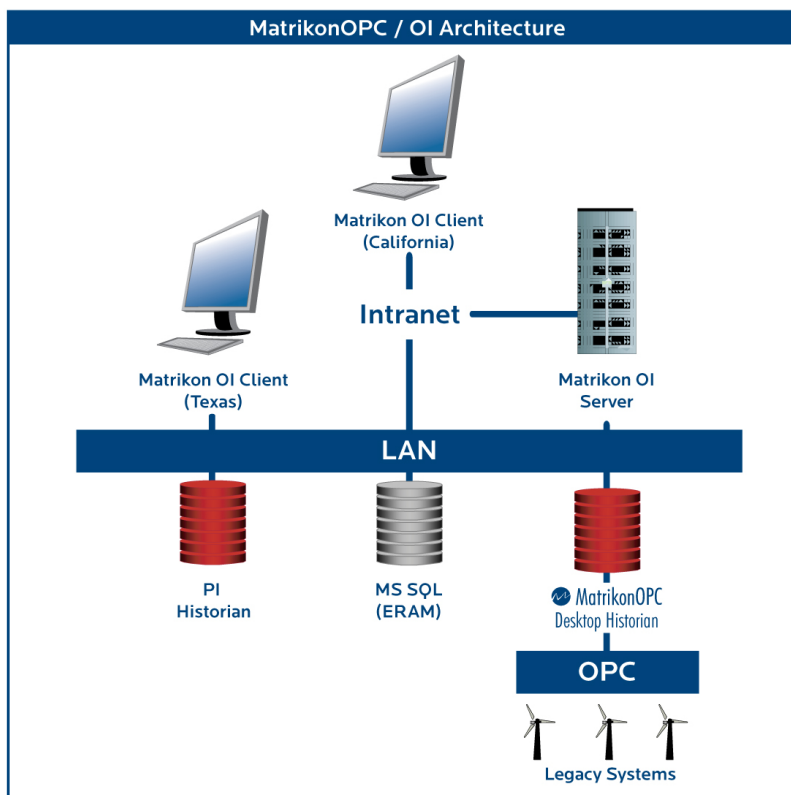 MatrikonOPC / OI Architecture
Matrikon OI Client
(California)
Matrikon OI Client
(Texas)
Intranet
Matrikon OI
Server
LAN
PI
Historian
MS SQL
(ERAM)
MatrikonOPC
Desktop Historian
OPC
Legacy Systems